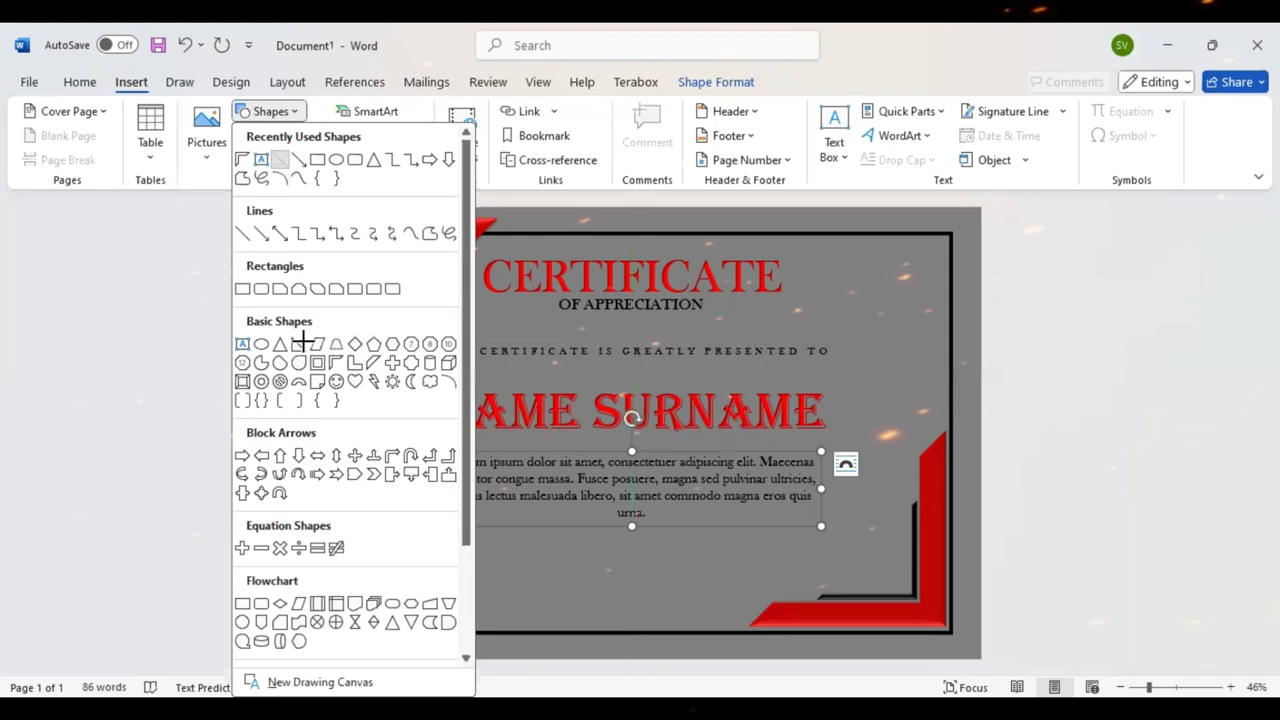 AutoSave Off Document1 - Word Search SV
File Home Insert Draw Design Layout References Mailings Review View Help Terabox Shape Format Comments Editing Share
Cover Page
Blank Page
Page Break
Pages
Table
Tables
Pictures
Shapes
SmartArt
Link
Bookmark
Cross-reference
Links
Comment
Comments
Header
Footer
Page Number
Header & Footer
A
Text
Box
Quick Parts
WordArt
Drop Cap
Signature Line
Date & Time
Object
Text
Equation
Symbol
Symbols
Recently Used Shapes
Lines
Rectangles
Basic Shapes
Block Arrows
Equation Shapes
Flowchart
New Drawing Canvas
CERTIFICATE
OF APPRECIATION
CERTIFICATE IS GREATLY PRESENTED TO
AME SURNAME
m ipsum dolor sit amet, consectetuer adipiscing elit. Maecenas
tor congue massa. Fusce posuere, magna sed pulvinar ultricies,
s lectus malesuada libero, sit amet commodo magna eros quis
urna.
Page 1 of 1 86 words Text Predict Focus 46%